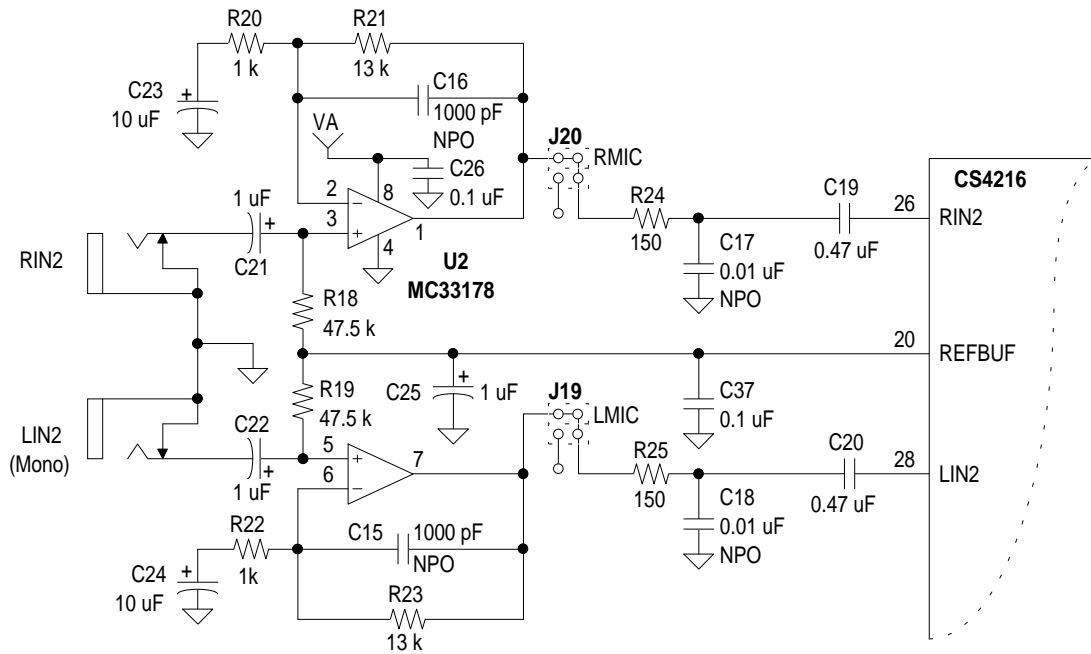 R20
1 k
R21
13 k
C23
+
10 uF
C16
1000 pF
NPO
VA
C26
0.1 uF
2
3
8
4
1
−
+
U2
MC33178
J20
RMIC
R24
150
C17
0.01 uF
NPO
C19
0.47 uF
26
CS4216
RIN2
RIN2
1 uF
+
C21
R18
47.5 k
20
REFBUF
R19
47.5 k
C25
+
1 uF
C37
0.1 uF
J19
LMIC
LIN2
(Mono)
C22
+
1 uF
5
6
7
+
−
R25
150
C18
0.01 uF
NPO
C20
0.47 uF
28
LIN2
R22
1k
C24
+
10 uF
C15
1000 pF
NPO
R23
13 k